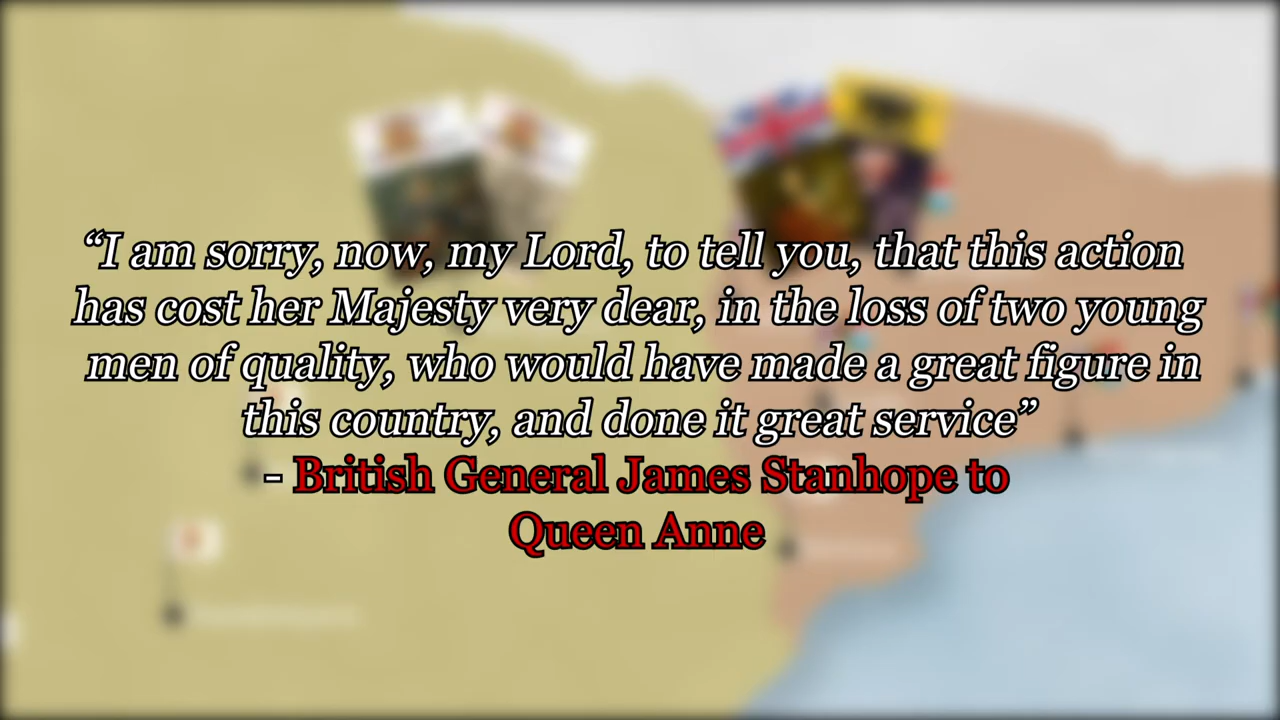 “I am sorry, now, my Lord, to tell you, that this action
has cost her Majesty very dear, in the loss of two young
men of quality, who would have made a great figure in
this country, and done it great service”
- British General James Stanhope to
Queen Anne